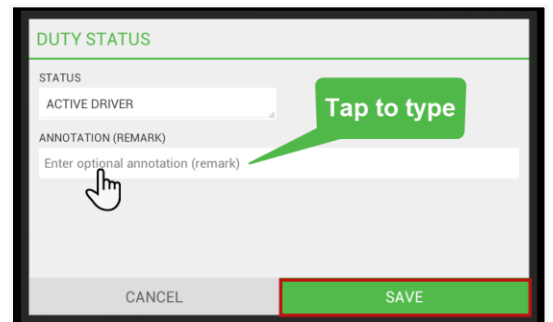 DUTY STATUS
STATUS
ACTIVE DRIVER
Tap to type
ANNOTATION (REMARK)
Enter optional annotation (remark)
CANCEL
SAVE